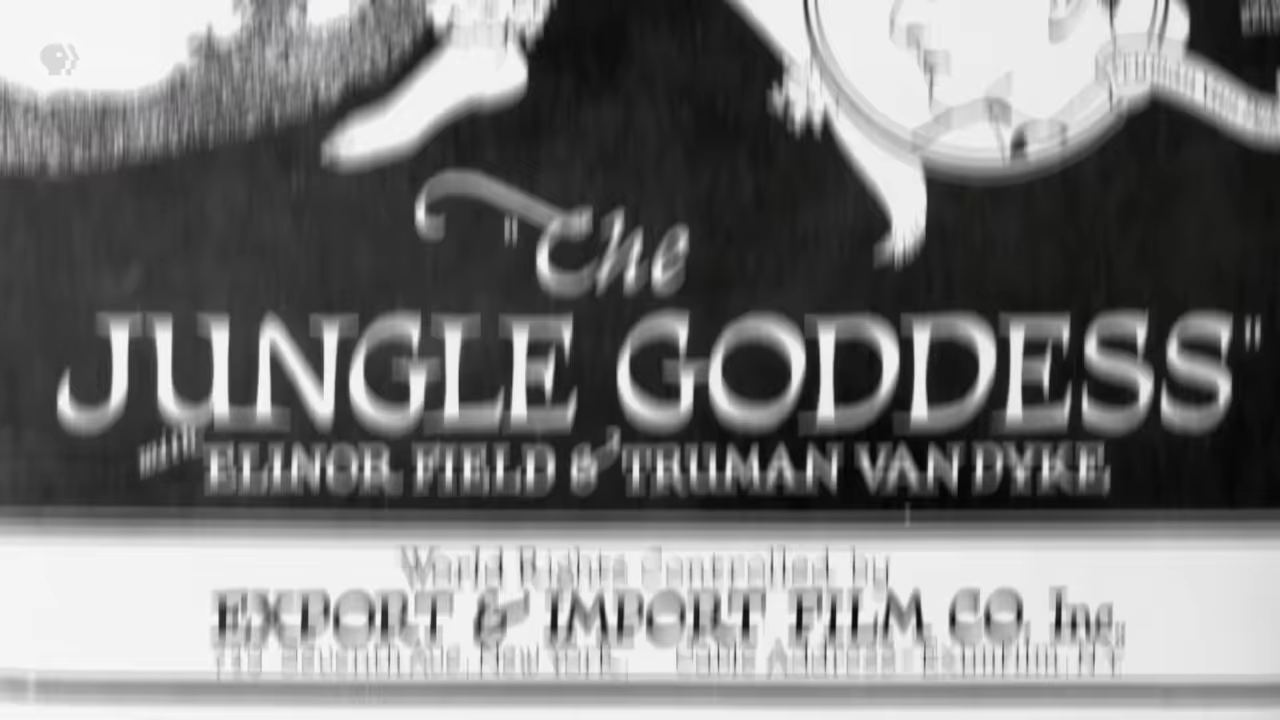 "The
JUNGLE GODDESS"
with ELINOR FIELD & TRUMAN VAN DYKE
World Rights Controlled by
EXPORT & IMPORT FILM CO. Inc.